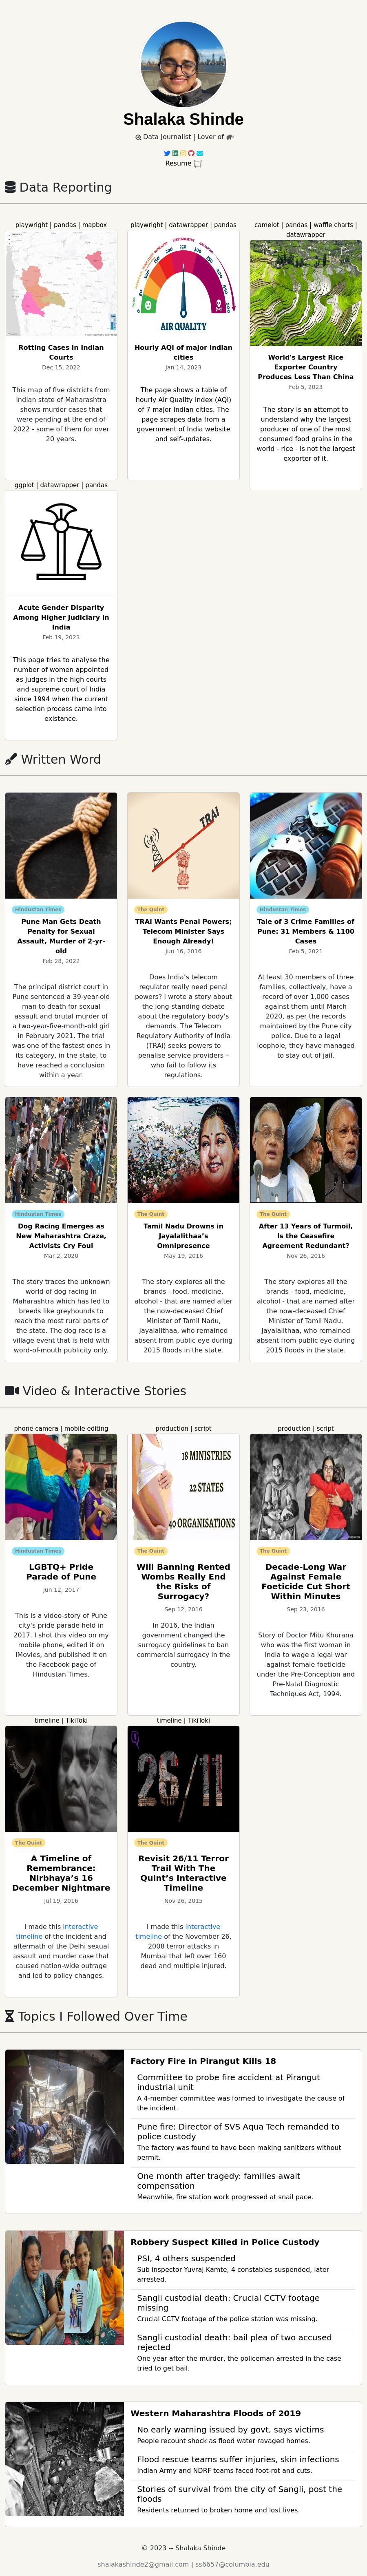 Shalaka Shinde
Data Journalist | Lover of
Resume
Data Reporting
playwright | pandas | mapbox
Rotting Cases in Indian
Courts
Dec 15, 2022
This map of five districts from
Indian state of Maharashtra
shows murder cases that
were pending at the end of
2022 - some of them for over
20 years.
playwright | datawrapper | pandas
AIR QUALITY
Hourly AQI of major Indian
cities
Jan 14, 2023
The page shows a table of
hourly Air Quality Index (AQI)
of 7 major Indian cities. The
page scrapes data from a
government of India website
and self-updates.
camelot | pandas | waffle charts |
datawrapper
World's Largest Rice
Exporter Country
Produces Less Than China
Feb 5, 2023
The story is an attempt to
understand why the largest
producer of one of the most
consumed food grains in the
world - rice - is not the largest
exporter of it.
ggplot | datawrapper | pandas
Acute Gender Disparity
Among Higher Judiciary in
India
Feb 19, 2023
This page tries to analyse the
number of women appointed
as judges in the high courts
and supreme court of India
since 1994 when the current
selection process came into
existance.
Written Word
Hindustan Times
Pune Man Gets Death
Penalty for Sexual
Assault, Murder of 2-yr-
old
Feb 28, 2022
The principal district court in
Pune sentenced a 39-year-old
man to death for sexual
assault and brutal murder of
a two-year-five-month-old girl
in February 2021. The trial
was one of the fastest ones in
its category, in the state, to
have reached a conclusion
within a year.
TRAI
The Quint
TRAI Wants Penal Powers;
Telecom Minister Says
Enough Already!
Jun 16, 2016
Does India's telecom
regulator really need penal
powers? I wrote a story about
the long-standing debate
about the regulatory body's
demands. The Telecom
Regulatory Authority of India
(TRAI) seeks powers to
penalise service providers –
who fail to follow its
regulations.
Hindustan Times
Tale of 3 Crime Families of
Pune: 31 Members & 1100
Cases
Feb 5, 2021
At least 30 members of three
families, collectively, have a
record of over 1,000 cases
against them until March
2020, as per the records
maintained by the Pune city
police. Due to a legal
loophole, they have managed
to stay out of jail.
Hindustan Times
Dog Racing Emerges as
New Maharashtra Craze,
Activists Cry Foul
Mar 2, 2020
The story traces the unknown
world of dog racing in
Maharashtra which has led to
breeds like greyhounds to
reach the most rural parts of
the state. The dog race is a
village event that is held with
word-of-mouth publicity only.
The Quint
Tamil Nadu Drowns in
Jayalalithaa's
Omnipresence
May 19, 2016
The story explores all the
brands - food, medicine,
alcohol - that are named after
the now-deceased Chief
Minister of Tamil Nadu,
Jayalalithaa, who remained
absent from public eye during
2015 floods in the state.
The Quint
After 13 Years of Turmoil,
Is the Ceasefire
Agreement Redundant?
Nov 26, 2016
The story explores all the
brands - food, medicine,
alcohol - that are named after
the now-deceased Chief
Minister of Tamil Nadu,
Jayalalithaa, who remained
absent from public eye during
2015 floods in the state.
Video & Interactive Stories
phone camera | mobile editing
Hindustan Times
LGBTQ+ Pride
Parade of Pune
Jun 12, 2017
This is a video-story of Pune
city's pride parade held in
2017. I shot this video on my
mobile phone, edited it on
iMovies, and published it on
the Facebook page of
Hindustan Times.
production | script
18 MINISTRIES
22 STATES
40 ORGANISATIONS
The Quint
Will Banning Rented
Wombs Really End
the Risks of
Surrogacy?
Sep 12, 2016
In 2016, the Indian
government changed the
surrogacy guidelines to ban
commercial surrogacy in the
country.
production | script
The Quint
Decade-Long War
Against Female
Foeticide Cut Short
Within Minutes
Sep 23, 2016
Story of Doctor Mitu Khurana
who was the first woman in
India to wage a legal war
against female foeticide
under the Pre-Conception and
Pre-Natal Diagnostic
Techniques Act, 1994.
timeline | TikiToki
The Quint
A Timeline of
Remembrance:
Nirbhaya's 16
December Nightmare
Jul 19, 2016
I made this interactive
timeline of the incident and
aftermath of the Delhi sexual
assault and murder case that
caused nation-wide outrage
and led to policy changes.
timeline | TikiToki
26/11
The Quint
Revisit 26/11 Terror
Trail With The
Quint's Interactive
Timeline
Nov 26, 2015
I made this interactive
timeline of the November 26,
2008 terror attacks in
Mumbai that left over 160
dead and multiple injured.
Topics I Followed Over Time
Factory Fire in Pirangut Kills 18
Committee to probe fire accident at Pirangut
industrial unit
A 4-member committee was formed to investigate the cause of
the incident.
Pune fire: Director of SVS Aqua Tech remanded to
police custody
The factory was found to have been making sanitizers without
permit.
One month after tragedy: families await
compensation
Meanwhile, fire station work progressed at snail pace.
Robbery Suspect Killed in Police Custody
PSI, 4 others suspended
Sub inspector Yuvraj Kamte, 4 constables suspended, later
arrested.
Sangli custodial death: Crucial CCTV footage
missing
Crucial CCTV footage of the police station was missing.
Sangli custodial death: bail plea of two accused
rejected
One year after the murder, the policeman arrested in the case
tried to get bail.
Western Maharashtra Floods of 2019
No early warning issued by govt, says victims
People recount shock as flood water ravaged homes.
Flood rescue teams suffer injuries, skin infections
Indian Army and NDRF teams faced foot-rot and cuts.
Stories of survival from the city of Sangli, post the
floods
Residents returned to broken home and lost lives.
© 2023 -- Shalaka Shinde
shalakashinde2@gmail.com | ss6657@columbia.edu